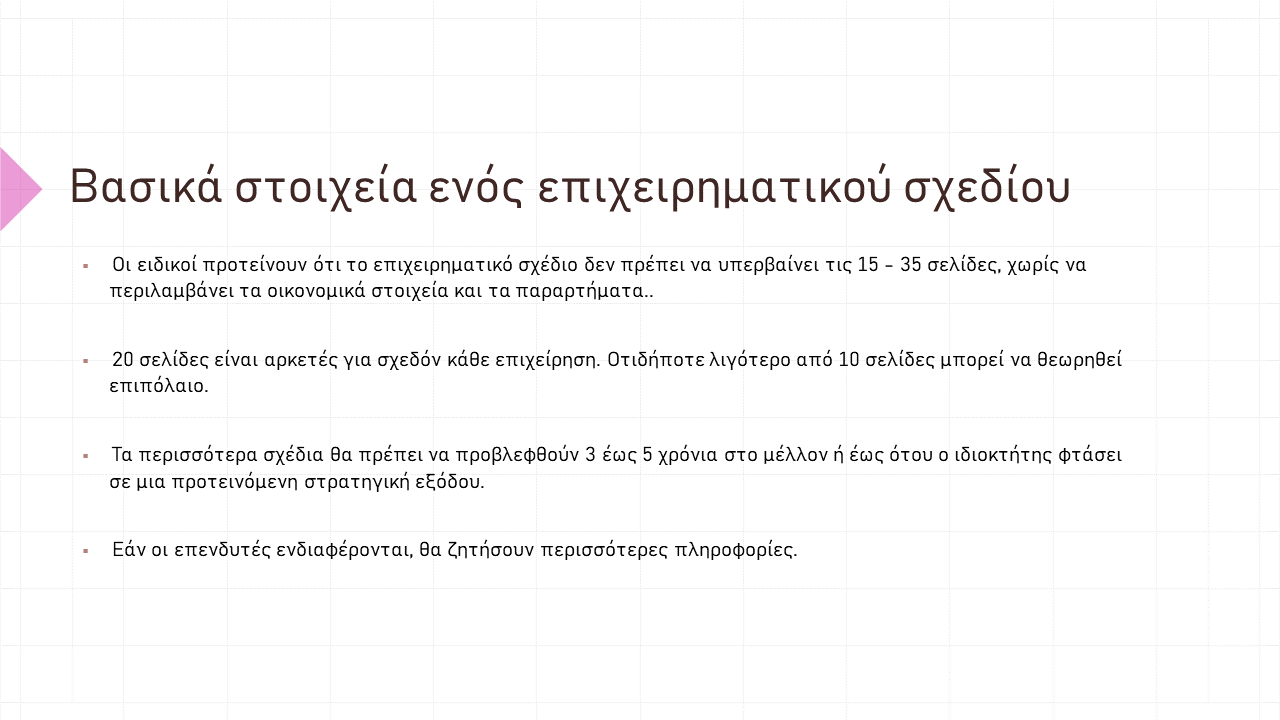 Βασικά στοιχεία ενός επιχειρηματικού σχεδίου
▪ Οι ειδικοί προτείνουν ότι το επιχειρηματικό σχέδιο δεν πρέπει να υπερβαίνει τις 15 – 35 σελίδες, χωρίς να
περιλαμβάνει τα οικονομικά στοιχεία και τα παραρτήματα..
▪ 20 σελίδες είναι αρκετές για σχεδόν κάθε επιχείρηση. Οτιδήποτε λιγότερο από 10 σελίδες μπορεί να θεωρηθεί
επιπόλαιο.
▪ Τα περισσότερα σχέδια θα πρέπει να προβλεφθούν 3 έως 5 χρόνια στο μέλλον ή έως ότου ο ιδιοκτήτης φτάσει
σε μια προτεινόμενη στρατηγική εξόδου.
▪ Εάν οι επενδυτές ενδιαφέρονται, θα ζητήσουν περισσότερες πληροφορίες.